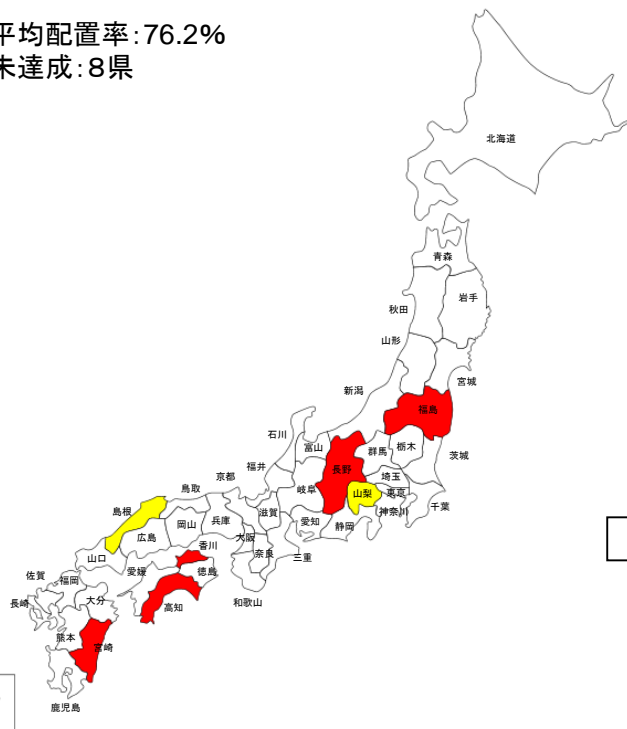 平均配置率:76.2%
未達成:8県
北海道
青森
岩手
秋田
山形
宮城
新潟
福島
石川
富山
群馬
栃木
茨城
福井
長野
埼玉
岐阜
山梨
東京
千葉
神奈川
京都
鳥取
島根
岡山
兵庫
滋賀
愛知
静岡
広島
大阪
奈良
三重
山口
香川
徳島
愛媛
和歌山
高知
佐賀
福岡
長崎
大分
熊本
宮崎
鹿児島